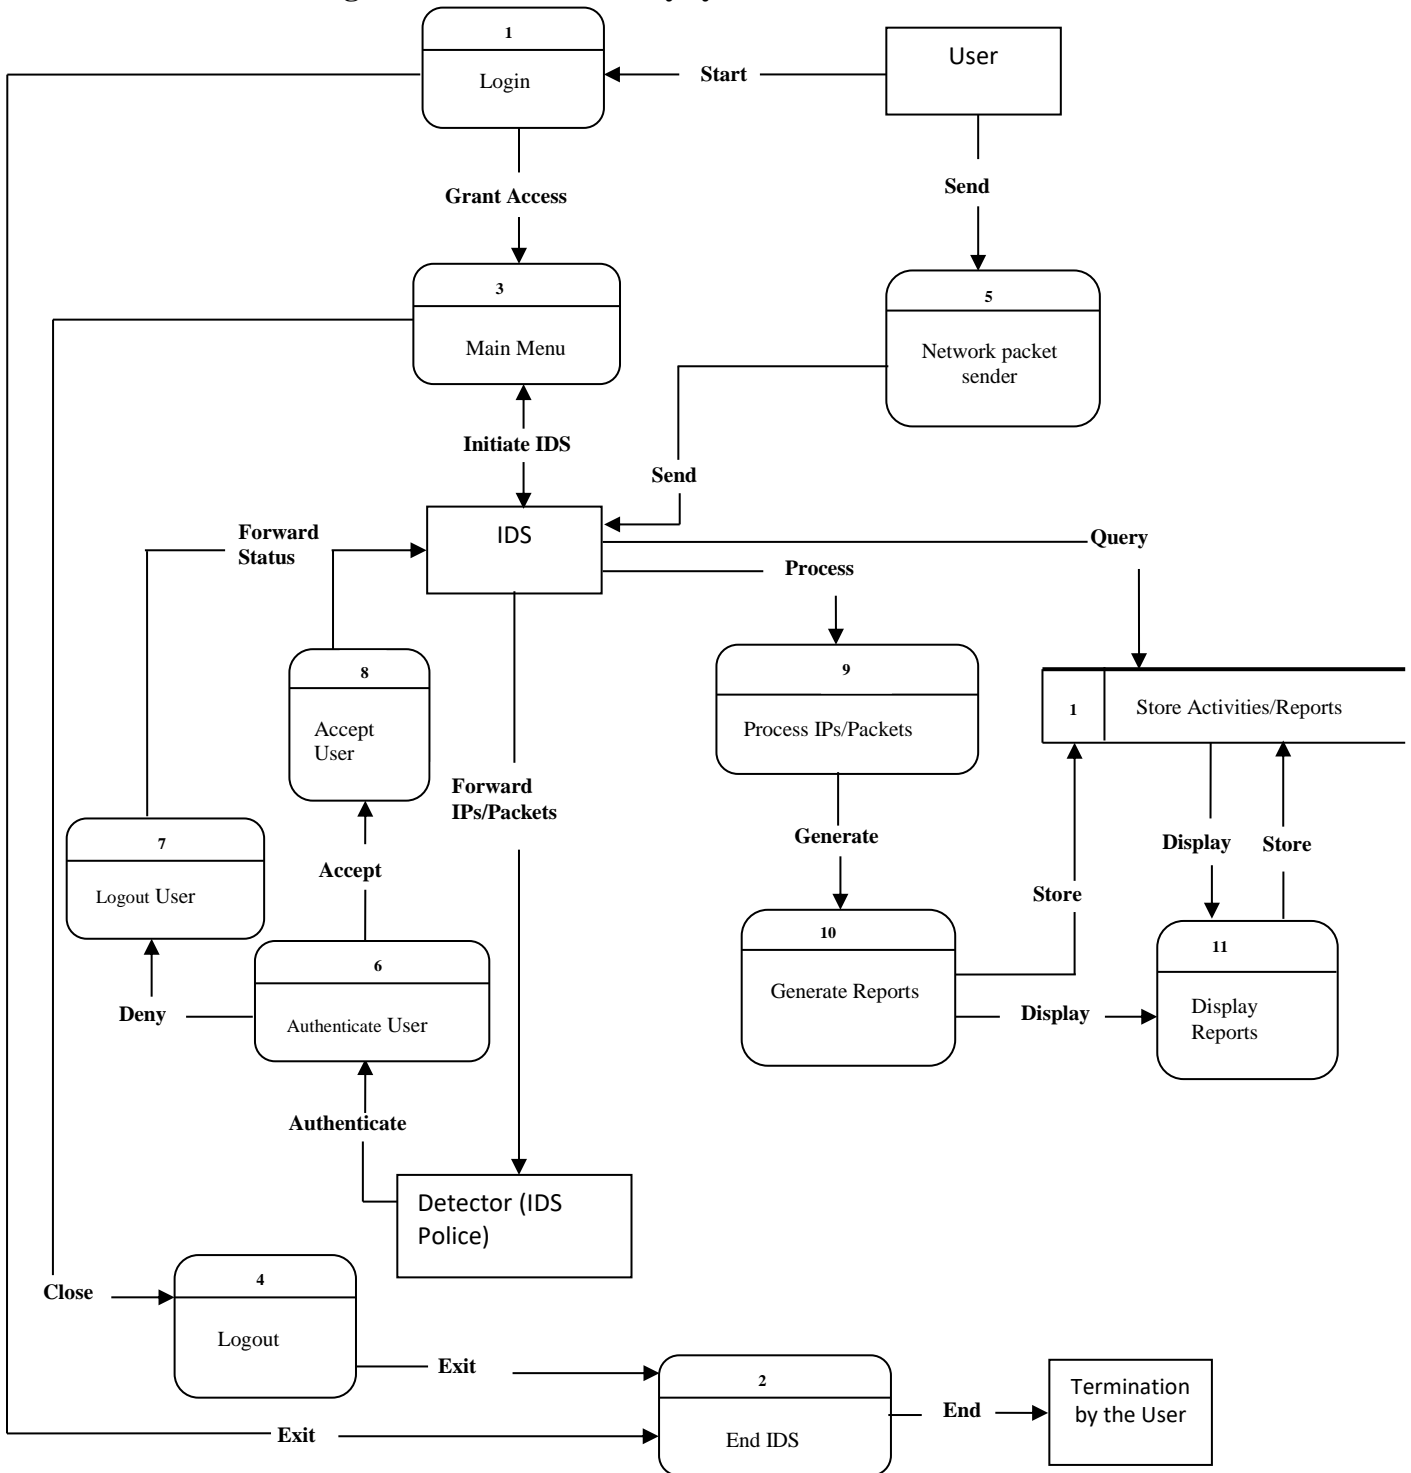 1
Login
User
Start
Grant Access
Send
3
Main Menu
5
Network packet
sender
Initiate IDS
Send
Forward
Status
IDS
Query
Process
8
Accept
User
9
Process IPs/Packets
1
Store Activities/Reports
Forward
IPs/Packets
7
Logout User
Accept
Generate
Display
Store
Store
6
Authenticate User
Deny
10
Generate Reports
Display
11
Display
Reports
Authenticate
Detector (IDS
Police)
Close
4
Logout
Exit
2
End IDS
Exit
End
Termination
by the User